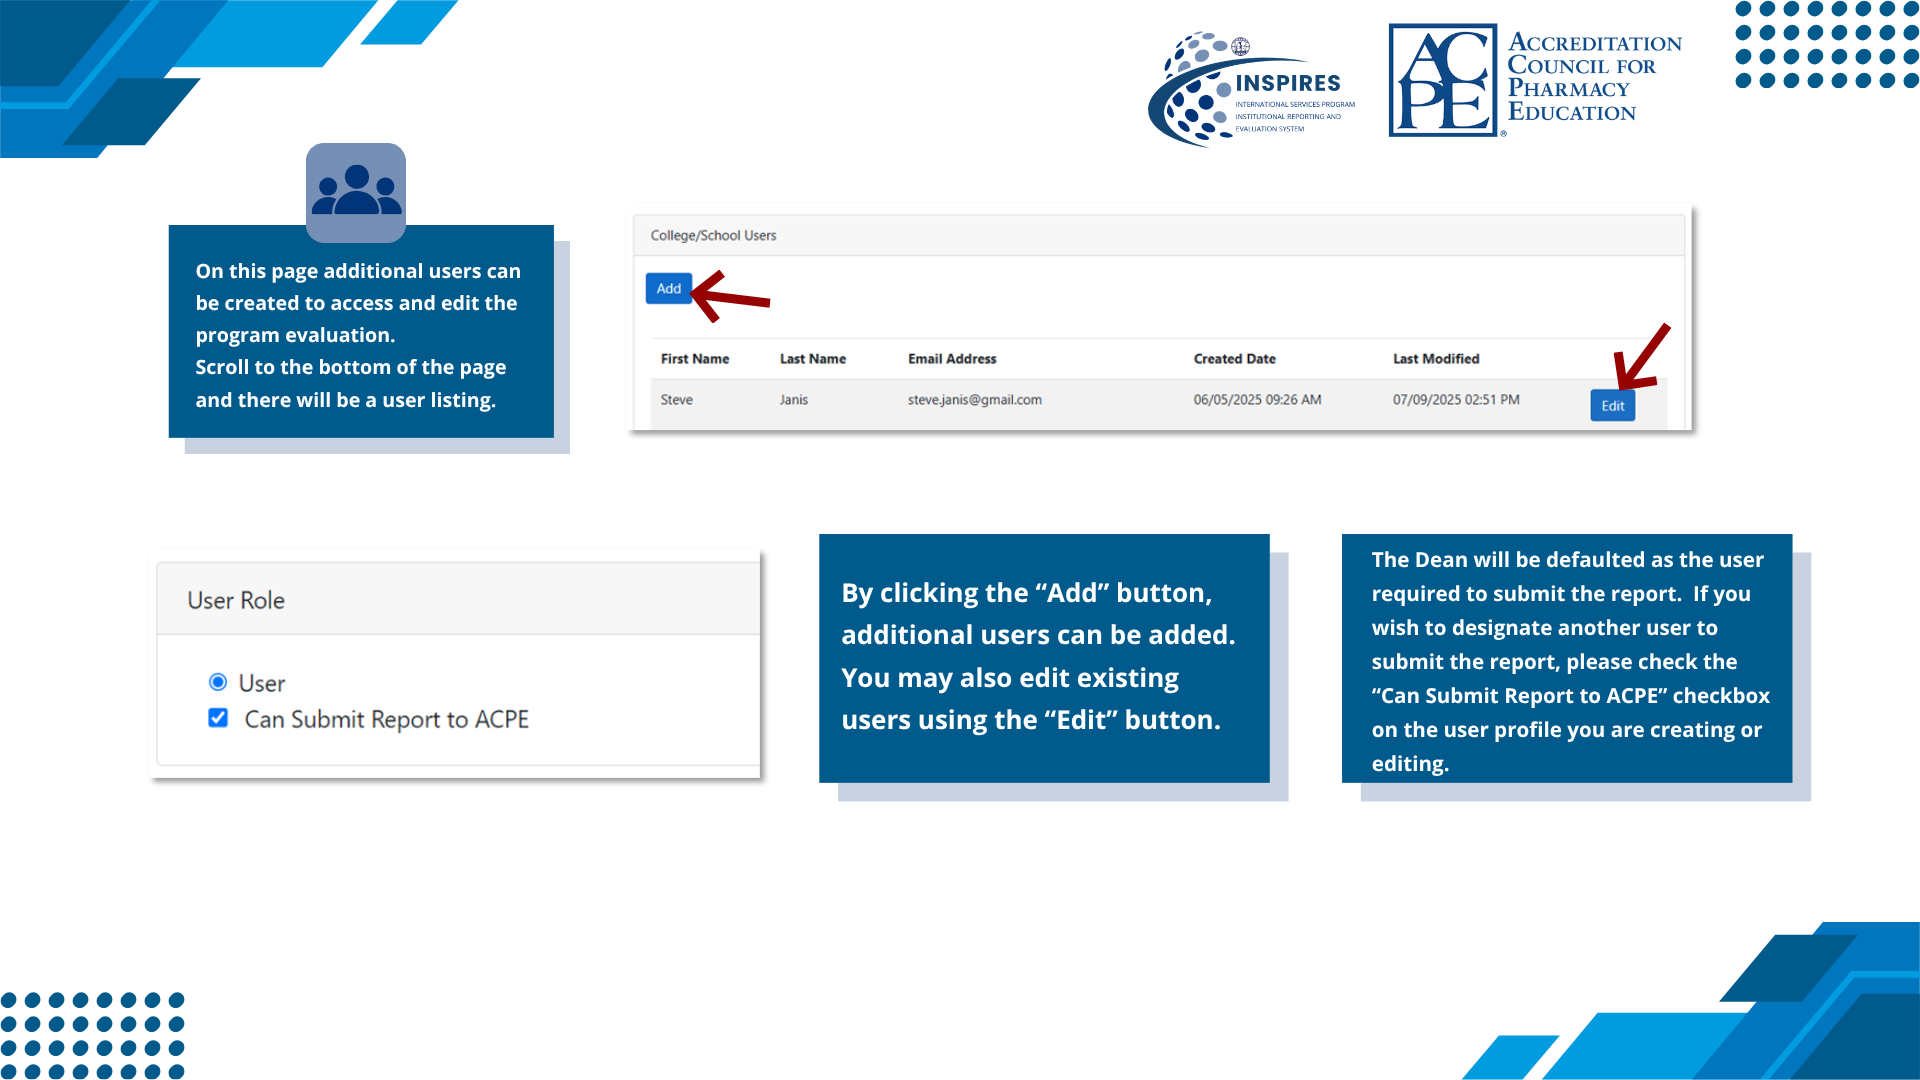 INSPIRES
INTERNATIONAL SERVICES PROGRAM
INSTITUTIONAL REPORTING AND
EVALUATION SYSTEM
AC
PE
®
ACCREDITATION
COUNCIL FOR
PHARMACY
EDUCATION
On this page additional users can
be created to access and edit the
program evaluation.
Scroll to the bottom of the page
and there will be a user listing.
College/School Users
Add
First Name Last Name Email Address Created Date Last Modified
Steve Janis steve.janis@gmail.com 06/05/2025 09:26 AM 07/09/2025 02:51 PM Edit
User Role
User
Can Submit Report to ACPE
By clicking the “Add” button,
additional users can be added.
You may also edit existing
users using the “Edit” button.
The Dean will be defaulted as the user
required to submit the report.  If you
wish to designate another user to
submit the report, please check the
“Can Submit Report to ACPE” checkbox
on the user profile you are creating or
editing.